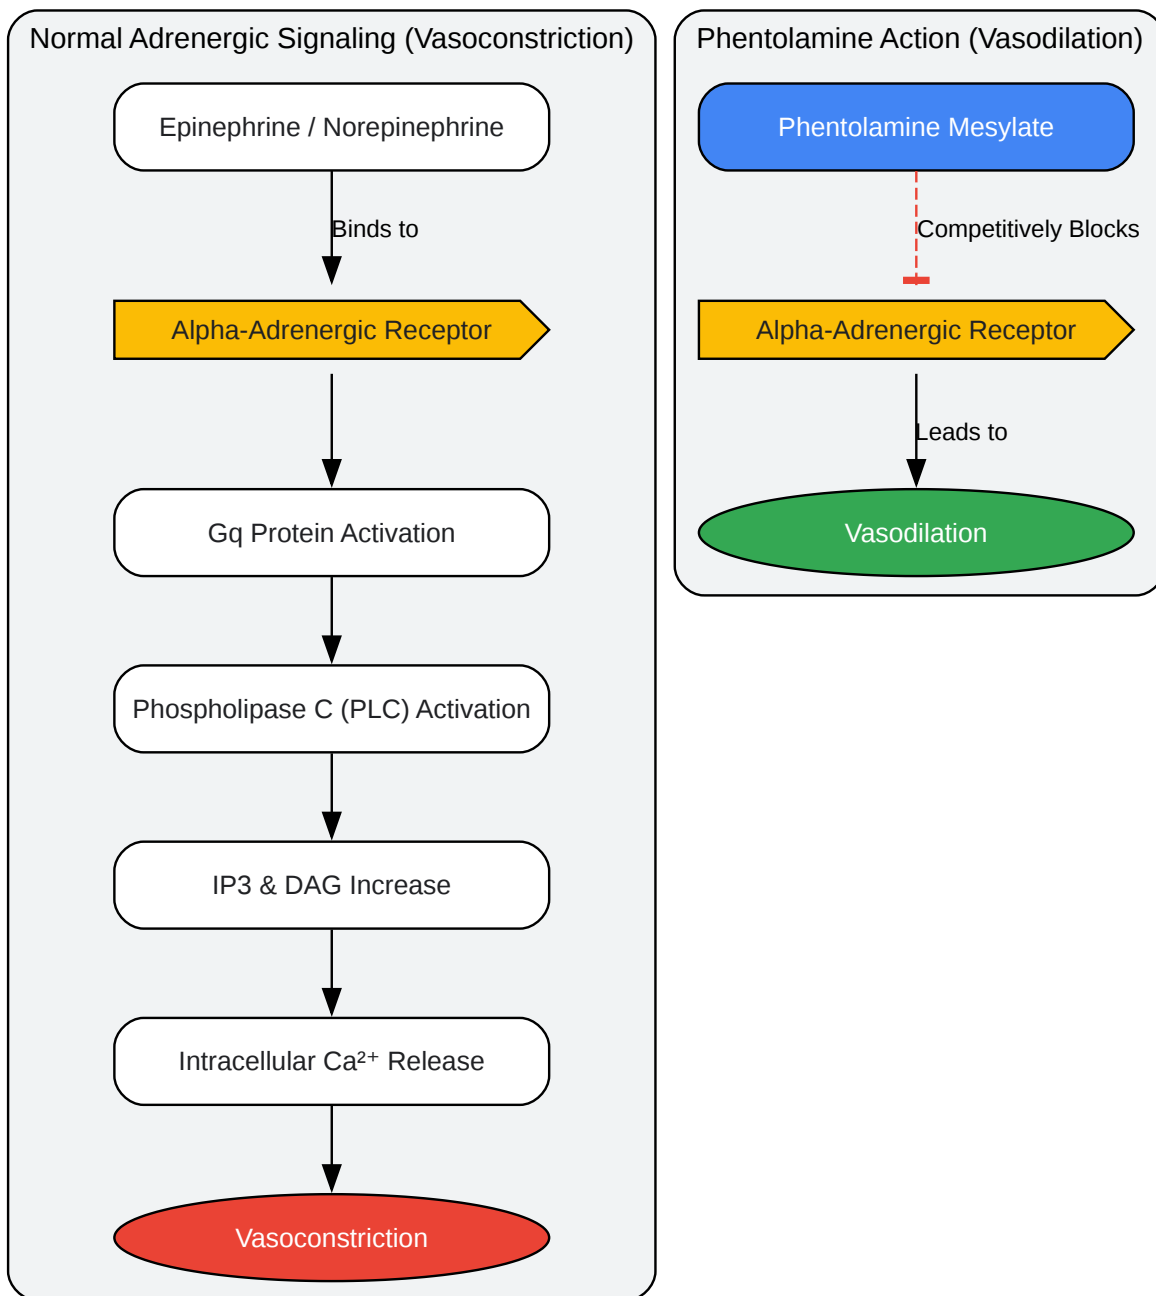 Normal Adrenergic Signaling (Vasoconstriction)
Epinephrine / Norepinephrine
Binds to
Alpha-Adrenergic Receptor
Gq Protein Activation
Phospholipase C (PLC) Activation
IP3 & DAG Increase
Intracellular Ca²⁺ Release
Vasoconstriction
Phentolamine Action (Vasodilation)
Phentolamine Mesylate
Competitively Blocks
Alpha-Adrenergic Receptor
Leads to
Vasodilation